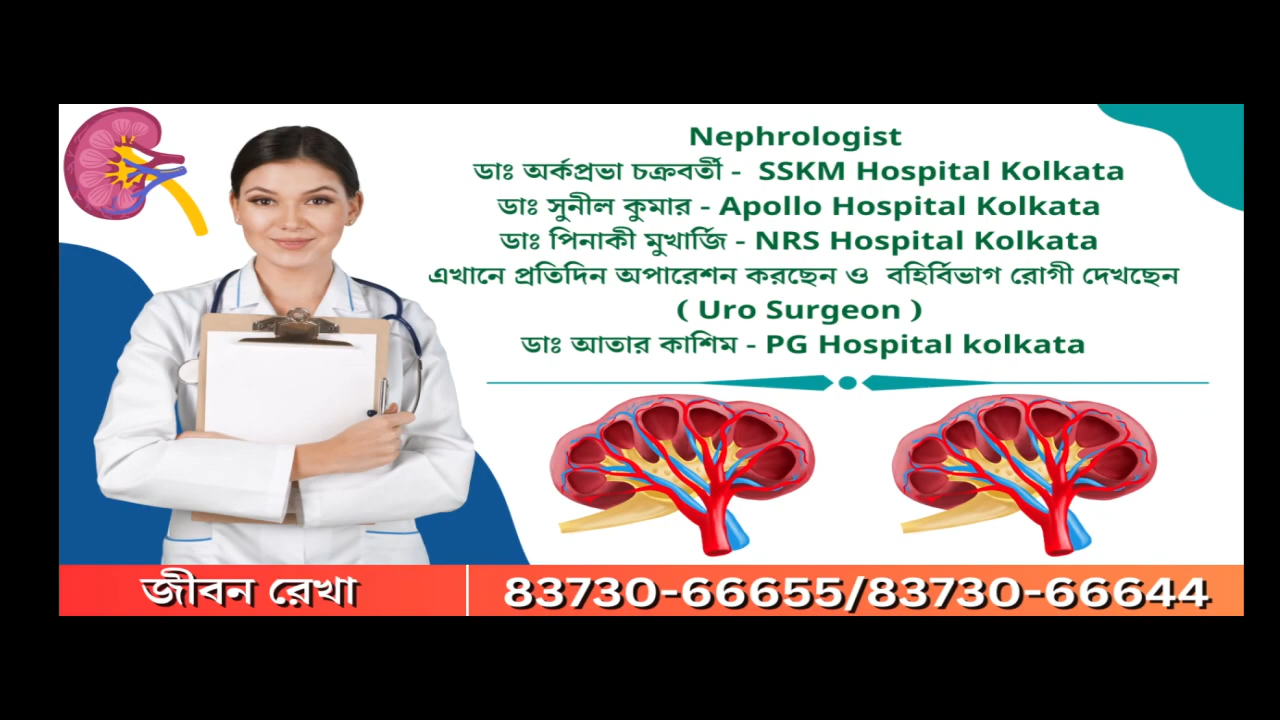 Nephrologist
ডাঃ অর্কপ্রভা চক্রবর্তী - SSKM Hospital Kolkata
ডাঃ সুনীল কুমার - Apollo Hospital Kolkata
ডাঃ পিনাকী মুখার্জি - NRS Hospital Kolkata
এখানে প্রতিদিন অপারেশন করছেন ও বহির্বিভাগ রোগী দেখছেন
( Uro Surgeon )
ডাঃ আতার কাশিম - PG Hospital kolkata
জীবন রেখা
83730-66655/83730-66644